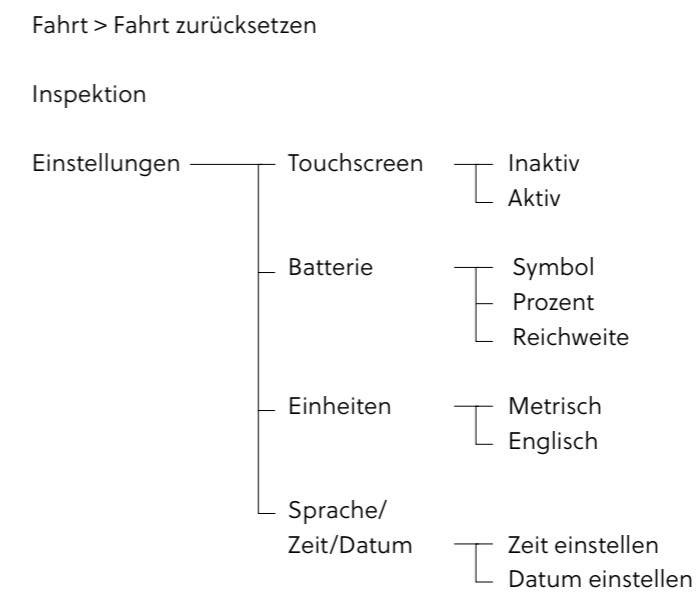 Fahrt > Fahrt zurücksetzen
Inspektion
Einstellungen Touchscreen Inaktiv
Aktiv
Batterie Symbol
Prozent
Reichweite
Einheiten Metrisch
Englisch
Sprache/
Zeit/Datum Zeit einstellen
Datum einstellen